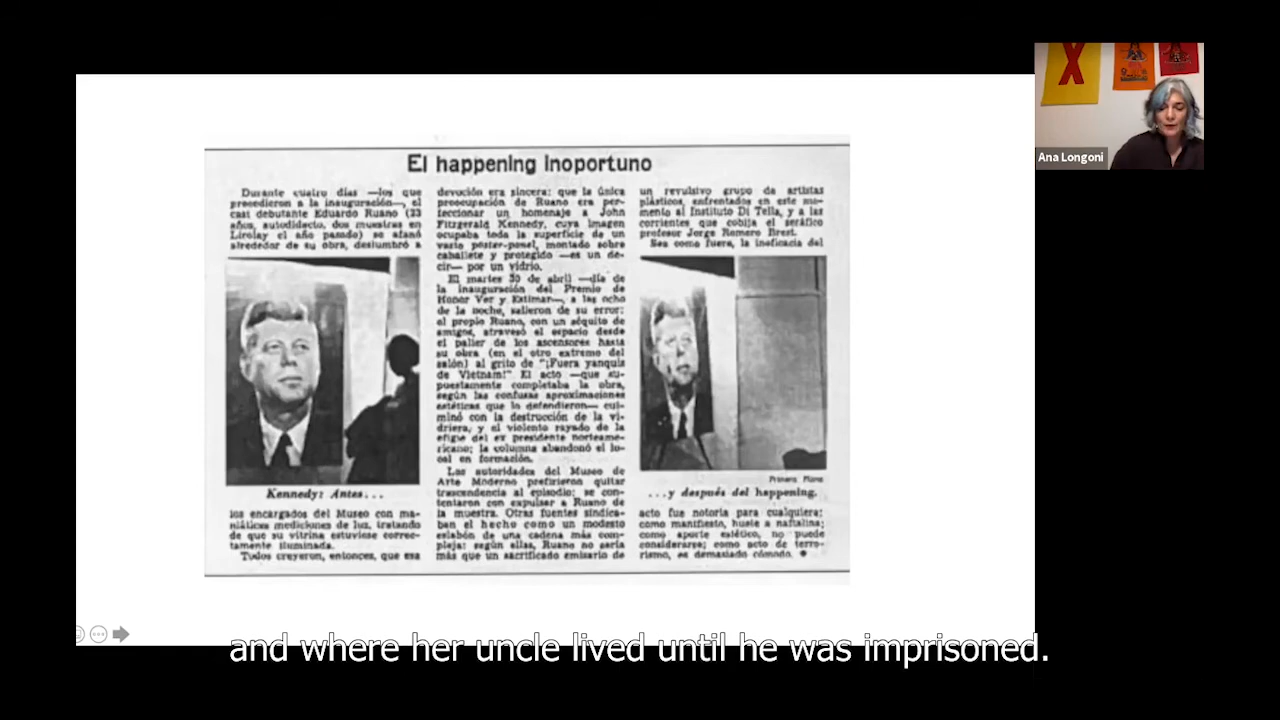 Ana Longoni
El happening inoportuno
Durante cuatro días —los que
precedieron a la inauguración—, el
casi debutante Eduardo Ruano (23
años, autodidacto, dos muestras en
Lirolay el año pasado) se afanó
alrededor de su obra, deslumbró a
Kennedy: Antes...
los encargados del Museo con ma-
niáticas mediciones de luz, tratando
de que su vitrina estuviese correc-
tamente iluminada.
Todos creyeron, entonces, que esa
devoción era sincera: que la única
preocupación de Ruano era per-
feccionar un homenaje a John
Fitzgerald Kennedy, cuya imagen
ocupaba toda la superficie de un
vasto poster-panel, montado sobre
caballete y protegido —es un de-
cir— por un vidrio.
El martes 30 de abril —día de
la inauguración del Premio de
Honor Ver y Estimar—, a las ocho
de la noche, salieron de su error:
el propio Ruano, con un séquito de
amigos, atravesó el espacio desde
el palier de los ascensores hasta
su obra (en el otro extremo del
salón) al grito de "¡Fuera yanquis
de Vietnam!" El acto —que su-
puestamente completaba la obra,
según las confusas aproximaciones
estéticas que lo defendieron— cul-
minó con la destrucción de la vi-
driera, y el violento rayado de la
efigie del ex presidente norteame-
ricano; la columna abandonó el lo-
cal en formación.
Las autoridades del Museo de
Arte Moderno prefirieron quitar
trascendencia al episodio: se con-
tentaron con expulsar a Ruano de
la muestra. Otras fuentes sindica-
ban el hecho como un modesto
eslabón de una cadena más com-
pleja: según ellas, Ruano no sería
más que un sacrificado emisario de
un revulsivo grupo de artistas
plásticos, enfrentados en este mo-
mento al Instituto Di Tella, y a las
corrientes que cobija el seráfico
profesor Jorge Romero Brest.
Sea como fuera, la ineficacia del
Primera Plana
...y después del happening.
acto fue notoria para cualquiera:
como manifiesto, huele a naftalina;
como aporte estético, no puede
considerarse; como acto de terro-
rismo, es demasiado cómodo. ●
and where her uncle lived until he was imprisoned.